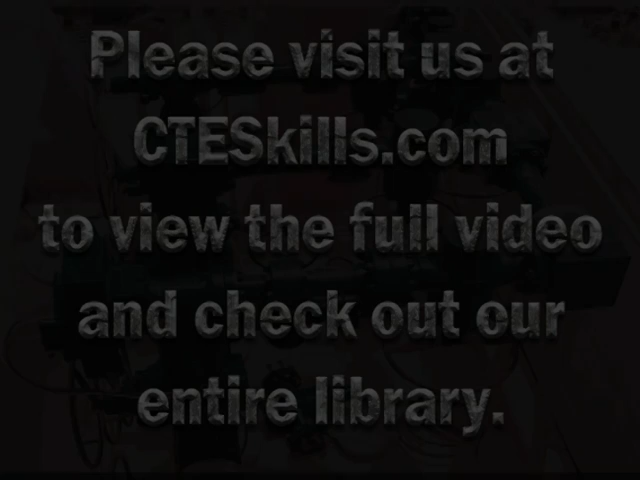 Please visit us at
CTESkills.com
to view the full video
and check out our
entire library.